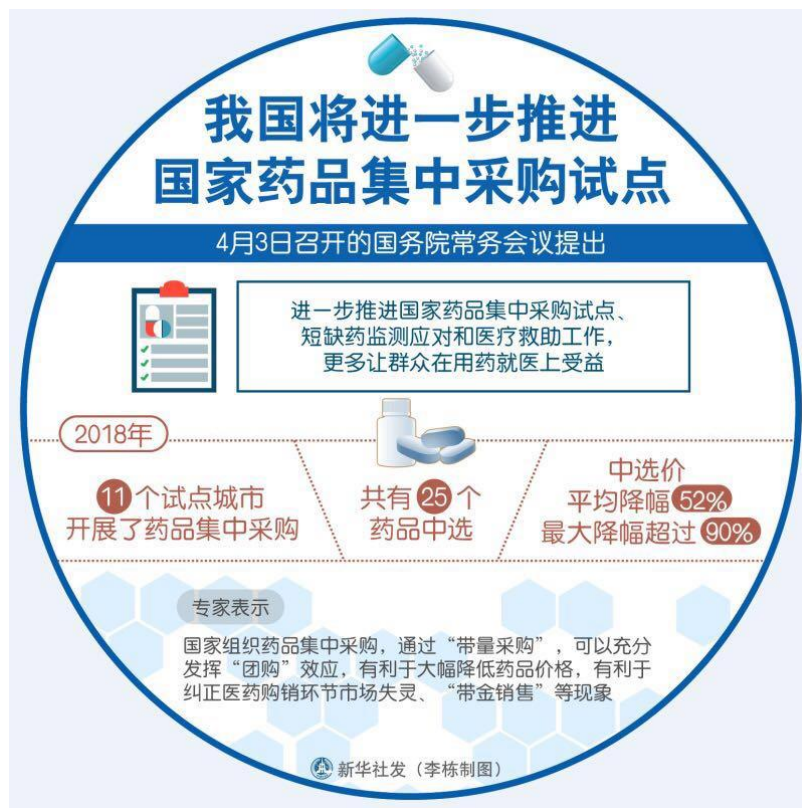 我国将进一步推进
国家药品集中采购试点
4月3日召开的国务院常务会议提出
进一步推进国家药品集中采购试点、
短缺药监测应对和医疗救助工作，
更多让群众在用药就医上受益
2018年
11个试点城市
开展了药品集中采购
共有25个
药品中选
中选价
平均降幅52%
最大降幅超过90%
专家表示
国家组织药品集中采购，通过“带量采购”，可以充分
发挥“团购”效应，有利于大幅降低药品价格，有利于
纠正医药购销环节市场失灵、“带金销售”等现象
新华社发（李栋制图）